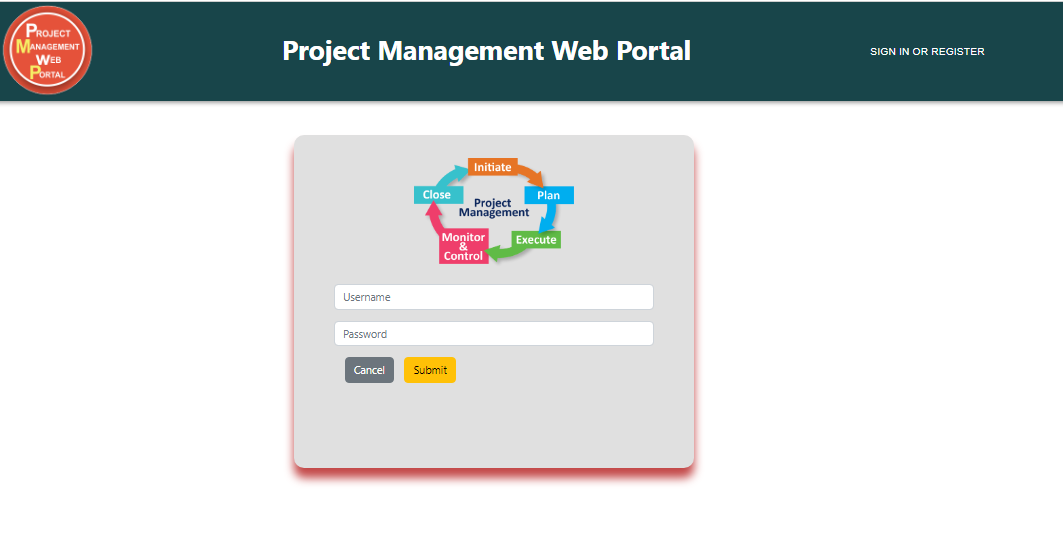 PROJECT
MANAGEMENT
WEB
PORTAL
Project Management Web Portal
SIGN IN OR REGISTER
Initiate
Close
Plan
Project
Management
Monitor
&
Control
Execute
Username
Password
Cancel Submit